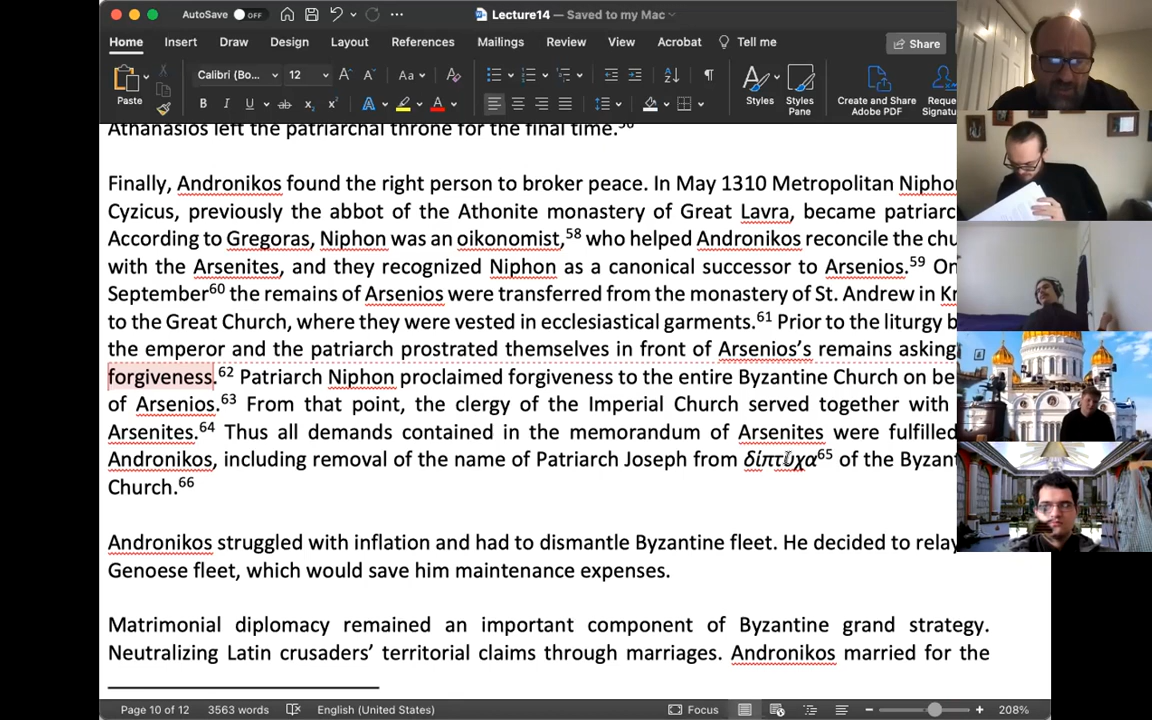 AutoSave OFF Lecture14 — Saved to my Mac
Home Insert Draw Design Layout References Mailings Review View Acrobat Tell me Share
Paste Calibri (Bo... 12 Aa Styles Styles Pane Create and Share Adobe PDF Reque Signatu
Athanasios left the patriarchal throne for the final time.
Finally, Andronikos found the right person to broker peace. In May 1310 Metropolitan Nipho
Cyzicus, previously the abbot of the Athonite monastery of Great Lavra, became patriarc
According to Gregoras, Niphon was an oikonomist,58 who helped Andronikos reconcile the chu
with the Arsenites, and they recognized Niphon as a canonical successor to Arsenios.59 On
September60 the remains of Arsenios were transferred from the monastery of St. Andrew in Kr
to the Great Church, where they were vested in ecclesiastical garments.61 Prior to the liturgy b
the emperor and the patriarch prostrated themselves in front of Arsenios's remains asking
forgiveness.62 Patriarch Niphon proclaimed forgiveness to the entire Byzantine Church on be
of Arsenios.63 From that point, the clergy of the Imperial Church served together with
Arsenites.64 Thus all demands contained in the memorandum of Arsenites were fulfilled
Andronikos, including removal of the name of Patriarch Joseph from δίπτυχα65 of the Byzant
Church.66
Andronikos struggled with inflation and had to dismantle Byzantine fleet. He decided to relay
Genoese fleet, which would save him maintenance expenses.
Matrimonial diplomacy remained an important component of Byzantine grand strategy.
Neutralizing Latin crusaders' territorial claims through marriages. Andronikos married for the
Page 10 of 12 3563 words English (United States) Focus 208%